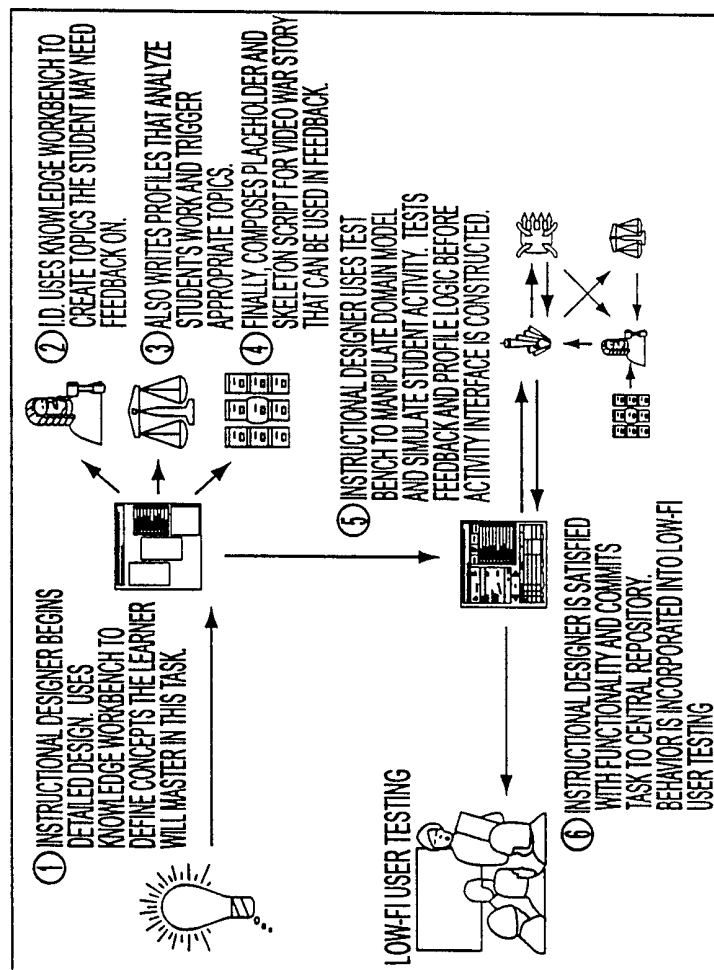 ① INSTRUCTIONAL DESIGNER BEGINS
DETAILED DESIGN. USES
KNOWLEDGE WORKBENCH TO
DEFINE CONCEPTS THE LEARNER
WILL MASTER IN THIS TASK.
② I.D. USES KNOWLEDGE WORKBENCH TO
CREATE TOPICS THE STUDENT MAY NEED
FEEDBACK ON.
③ ALSO WRITES PROFILES THAT ANALYZE
STUDENTS WORK AND TRIGGER
APPROPRIATE TOPICS.
④ FINALLY, COMPOSES PLACEHOLDER AND
SKELETON SCRIPT FOR VIDEO WAR STORY
THAT CAN BE USED IN FEEDBACK.
⑤ INSTRUCTIONAL DESIGNER USES TEST
BENCH TO MANIPULATE DOMAIN MODEL
AND SIMULATE STUDENT ACTIVITY. TESTS
FEEDBACK AND PROFILE LOGIC BEFORE
ACTIVITY INTERFACE IS CONSTRUCTED.
LOW-FI USER TESTING
⑥ INSTRUCTIONAL DESIGNER IS SATISFIED
WITH FUNCTIONALITY AND COMMITS
TASK TO CENTRAL REPOSITORY.
BEHAVIOR IS INCORPORATED INTO LOW-FI
USER TESTING